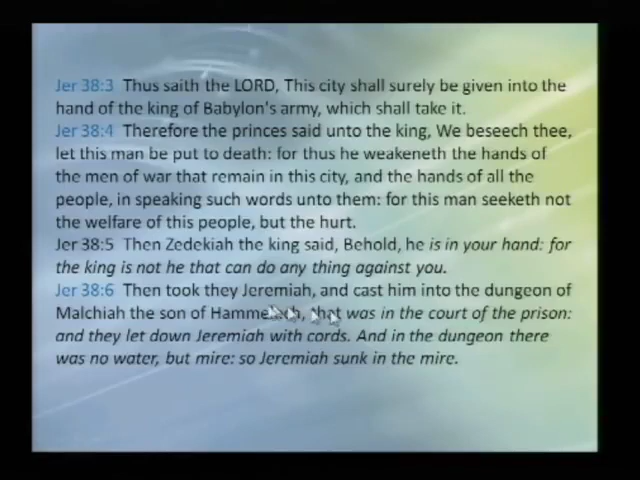 Jer 38:3 Thus saith the LORD, This city shall surely be given into the
hand of the king of Babylon's army, which shall take it.
Jer 38:4 Therefore the princes said unto the king, We beseech thee,
let this man be put to death: for thus he weakeneth the hands of
the men of war that remain in this city, and the hands of all the
people, in speaking such words unto them: for this man seeketh not
the welfare of this people, but the hurt.
Jer 38:5 Then Zedekiah the king said, Behold, he is in your hand: for
the king is not he that can do any thing against you.
Jer 38:6 Then took they Jeremiah, and cast him into the dungeon of
Malchiah the son of Hammelech, that was in the court of the prison:
and they let down Jeremiah with cords. And in the dungeon there
was no water, but mire: so Jeremiah sunk in the mire.